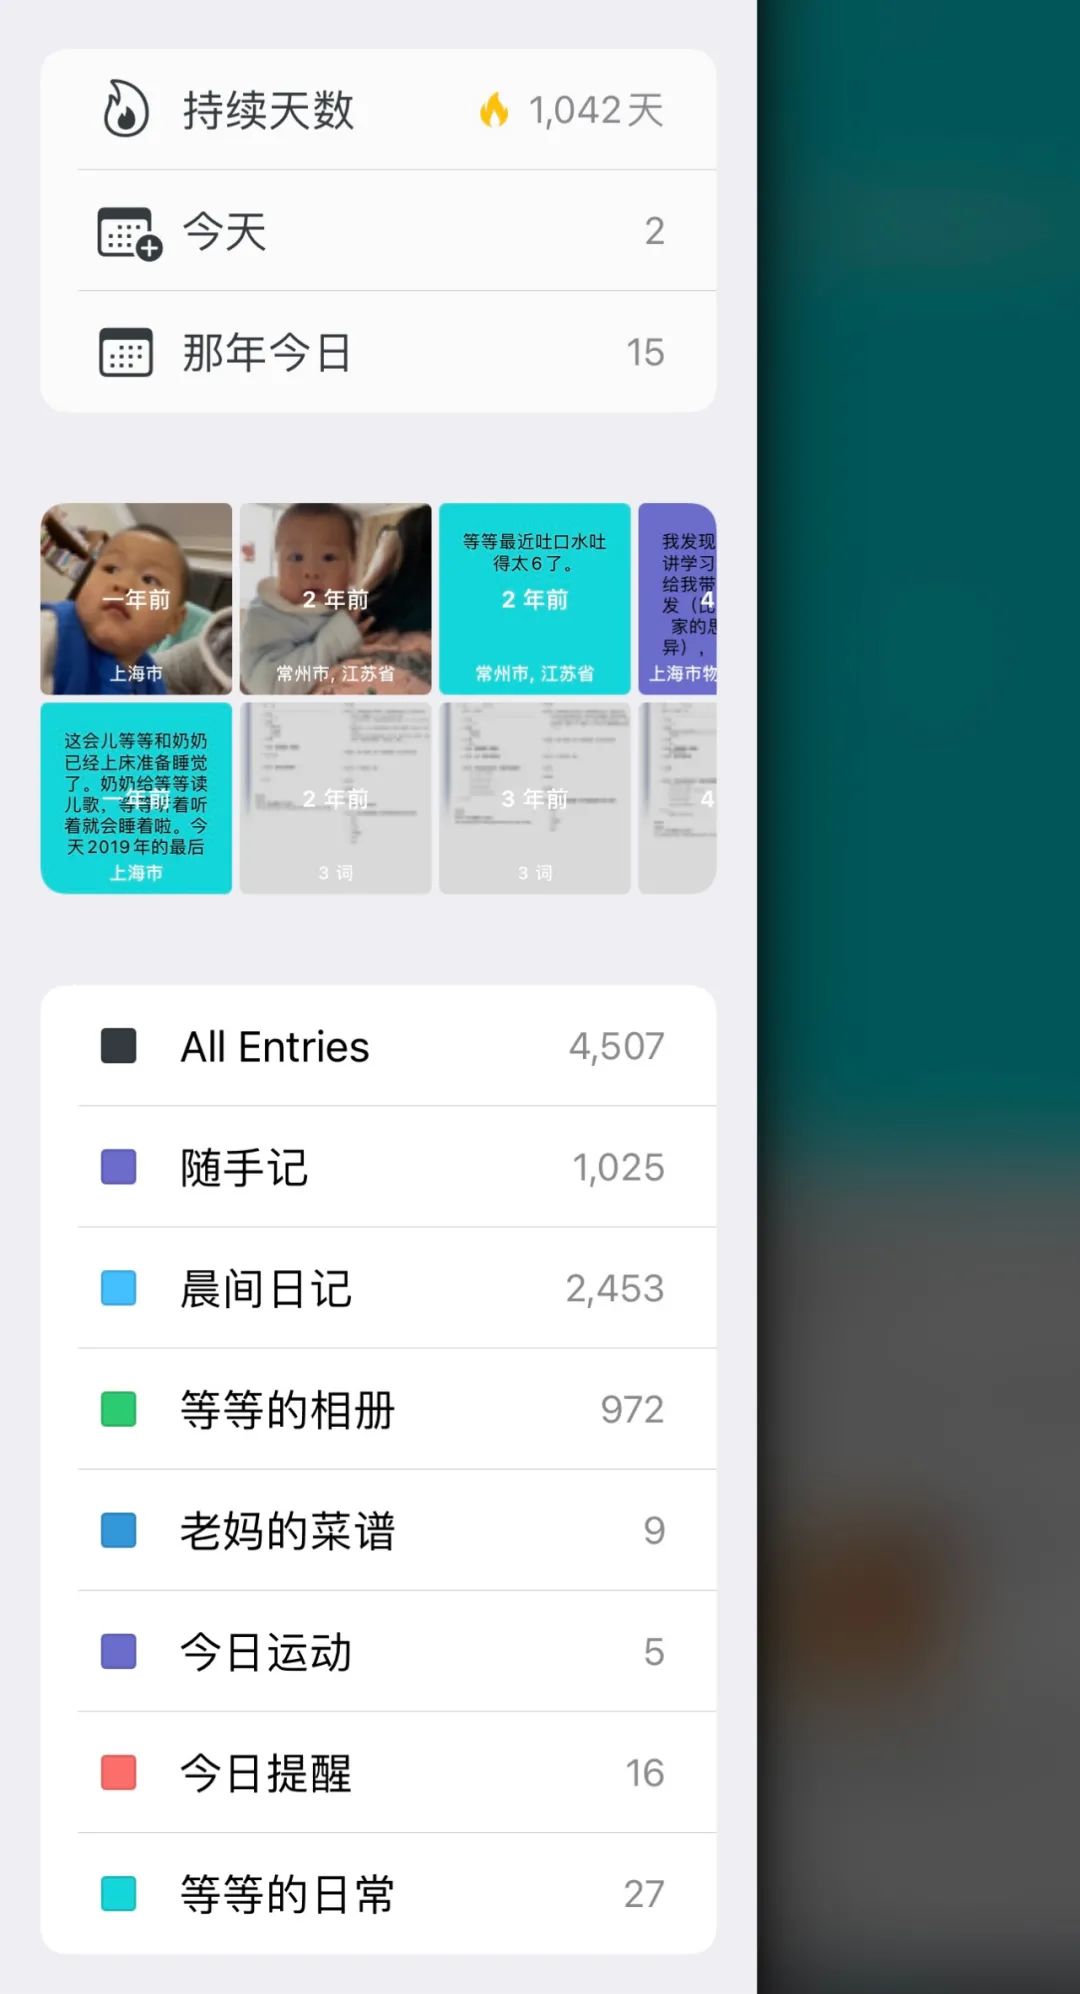 持续天数 1,042天
今天 2
那年今日 15
一年前
上海市
2 年前
常州市, 江苏省
等等最近吐口水吐
得太6了。
2 年前
常州市, 江苏省
我发现
讲学习
给我带
发（比
4
家的思
异），
上海市物
这会儿等等和奶奶
已经上床准备睡觉
了。奶奶给等等读
儿歌，等等听着听
一年前
着就会睡着啦。今
天2019年的最后
上海市
2 年前
3 词
3 年前
3 词
4
All Entries 4,507
随手记 1,025
晨间日记 2,453
等等的相册 972
老妈的菜谱 9
今日运动 5
今日提醒 16
等等的日常 27